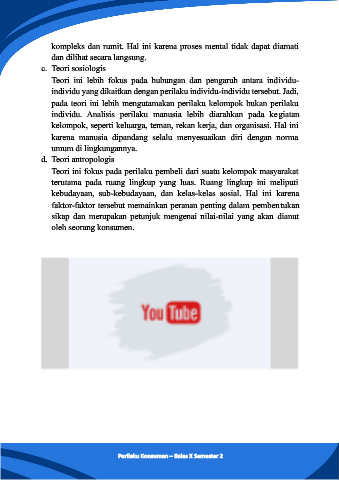 kompleks dan rumit. Hal ini karena proses mental tidak dapat diamati
dan dilihat secara langsung.
c. Teori sosiologis
Teori ini lebih fokus pada hubungan dan pengaruh antara individu-
individu yang dikaitkan dengan perilaku individu-individu tersebut. Jadi,
pada teori ini lebih mengutamakan perilaku kelompok bukan perilaku
individu. Analisis perilaku manusia lebih diarahkan pada kegiatan
kelompok, seperti keluarga, teman, rekan kerja, dan organisasi. Hal ini
karena manusia dipandang selalu menyesuaikan diri dengan norma
umum di lingkungannya.
d. Teori antropologis
Teori ini fokus pada perilaku pembeli dari suatu kelompok masyarakat
terutama pada ruang lingkup yang luas. Ruang lingkup ini meliputi
kebudayaan, sub-kebudayaan, dan kelas-kelas sosial. Hal ini karena
faktor-faktor tersebut memainkan peranan penting dalam pembentukan
sikap dan merupakan petunjuk mengenai nilai-nilai yang akan dianut
oleh seorang konsumen.
YouTube
Perilaku Konsumen – Kelas X Semester 2